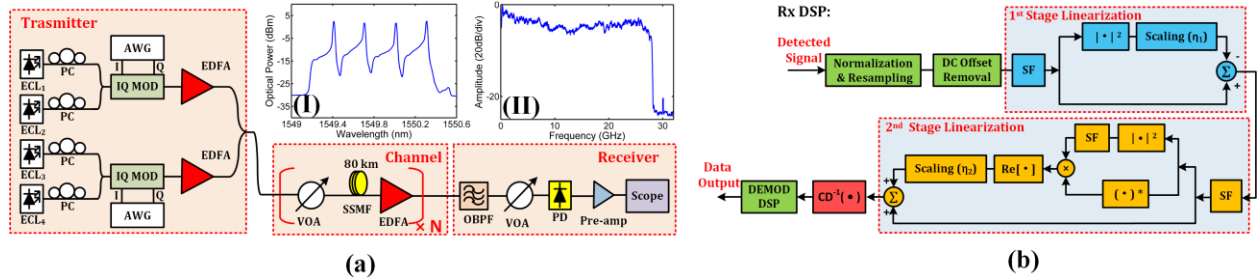 Trasmitter
AWG
I
Q
IQ MOD
EDFA
PC
ECL₁
PC
ECL₂
PC
ECL₃
PC
ECL₄
EDFA
IQ MOD
I
Q
AWG
Optical Power (dBm)
5
-5
-15
-25
-35
(I)
1549
1549.4
1549.8
1550.2
1550.6
Wavelength (nm)
Amplitude (20dB/div)
0
-20
(II)
0
10
20
30
Frequency (GHz)
Channel
80 km
VOA
SSMF
EDFA
× N
Receiver
OBPF
VOA
PD
Pre-amp
Scope
(a)
Rx DSP:
Detected
Signal
Normalization
& Resampling
DC Offset
Removal
SF
1st Stage Linearization
| • | ²
Scaling (η₁)
-
Σ
+
2nd Stage Linearization
SF
| • | ²
Scaling (η₂)
Re[ • ]
×
( • ) *
SF
+
Σ
+
Data
Output
DEMOD
DSP
CD⁻¹( • )
(b)